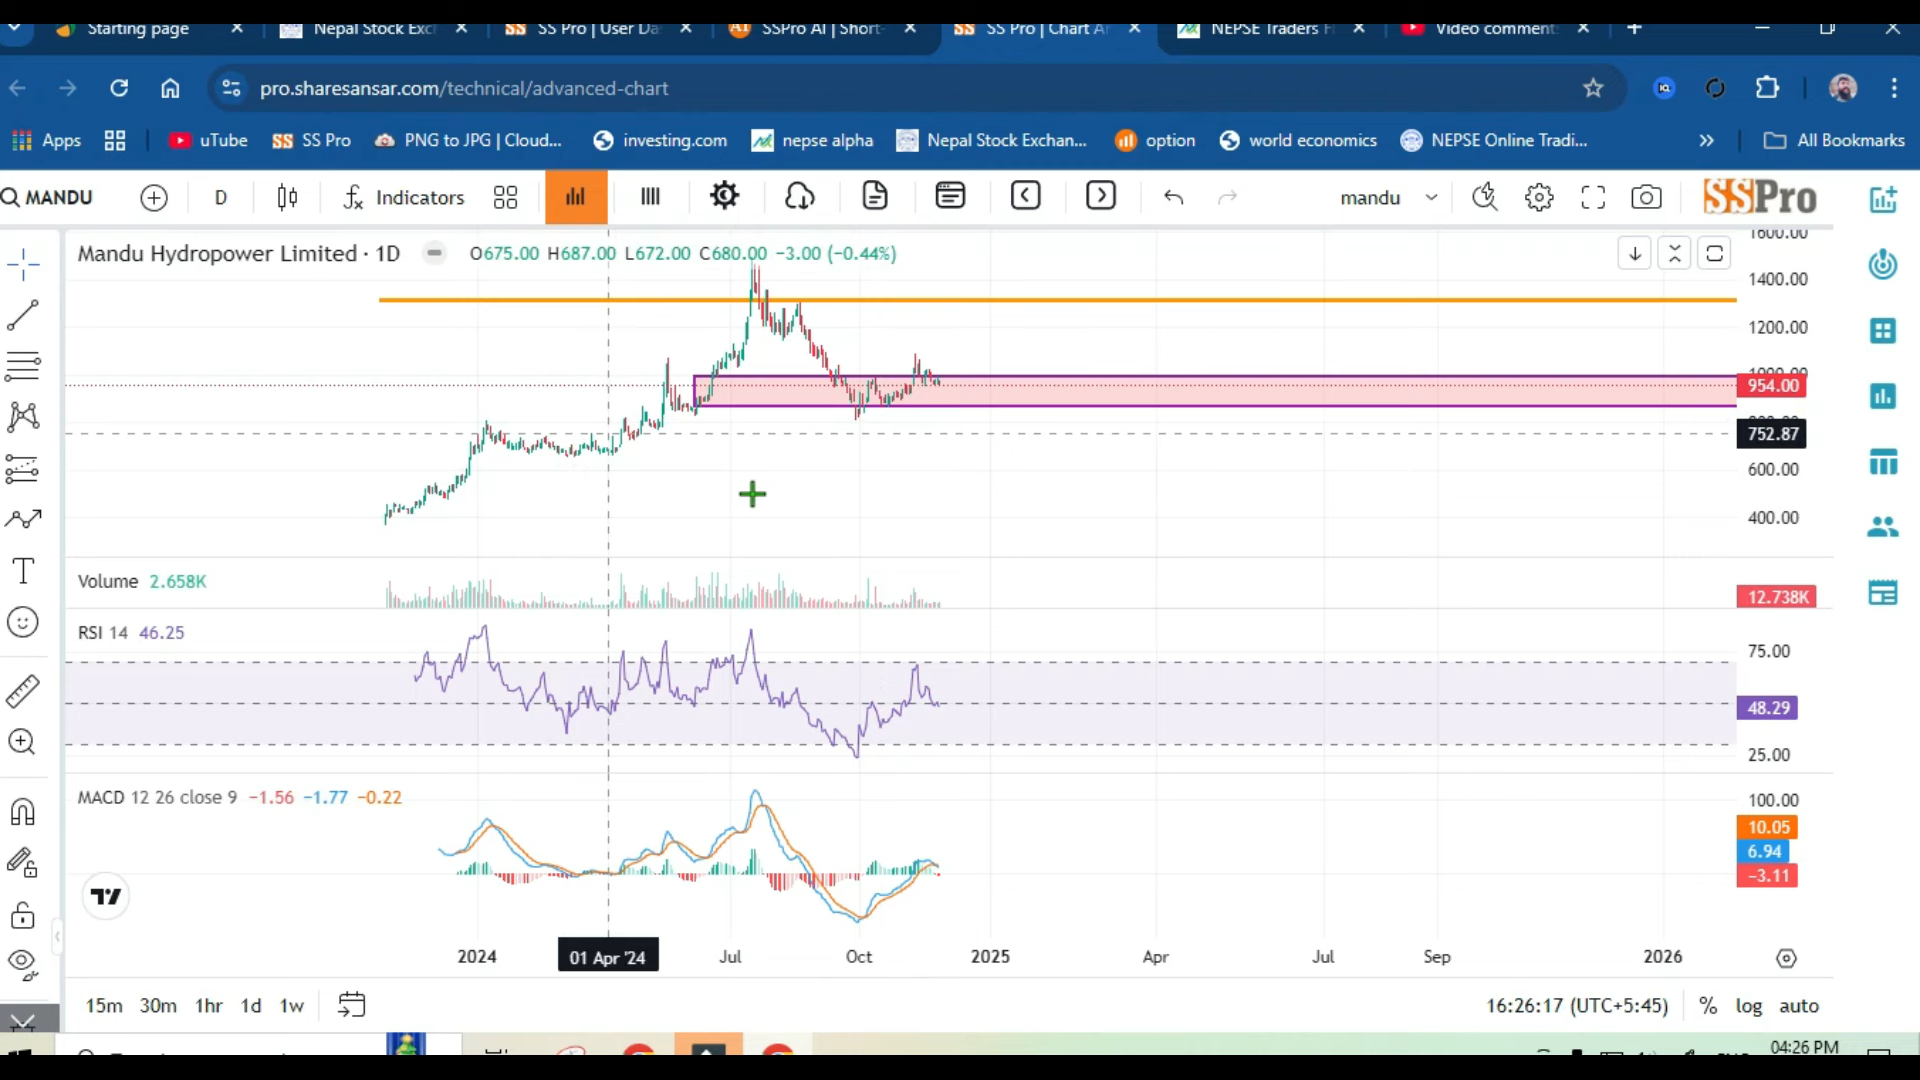 Starting page
Nepal Stock Exc
SS Pro | User Da
SSPro AI | Short-
SS Pro | Chart A
NEPSE Traders
Video comment
pro.sharesansar.com/technical/advanced-chart
Apps
uTube
SS Pro
PNG to JPG | Cloud...
investing.com
nepse alpha
Nepal Stock Exchan...
option
world economics
NEPSE Online Tradi...
All Bookmarks
MANDU
D
Indicators
mandu
SSPro
Mandu Hydropower Limited · 1D
O675.00 H687.00 L672.00 C680.00 −3.00 (−0.44%)
1600.00
1400.00
1200.00
1000.00
954.00
752.87
600.00
400.00
Volume 2.658K
12.738K
RSI 14 46.25
75.00
48.29
25.00
MACD 12 26 close 9 −1.56 −1.77 −0.22
100.00
10.05
6.94
−3.11
2024
01 Apr '24
Jul
Oct
2025
Apr
Jul
Sep
2026
15m 30m 1hr 1d 1w
16:26:17 (UTC+5:45)
% log auto
04:26 PM